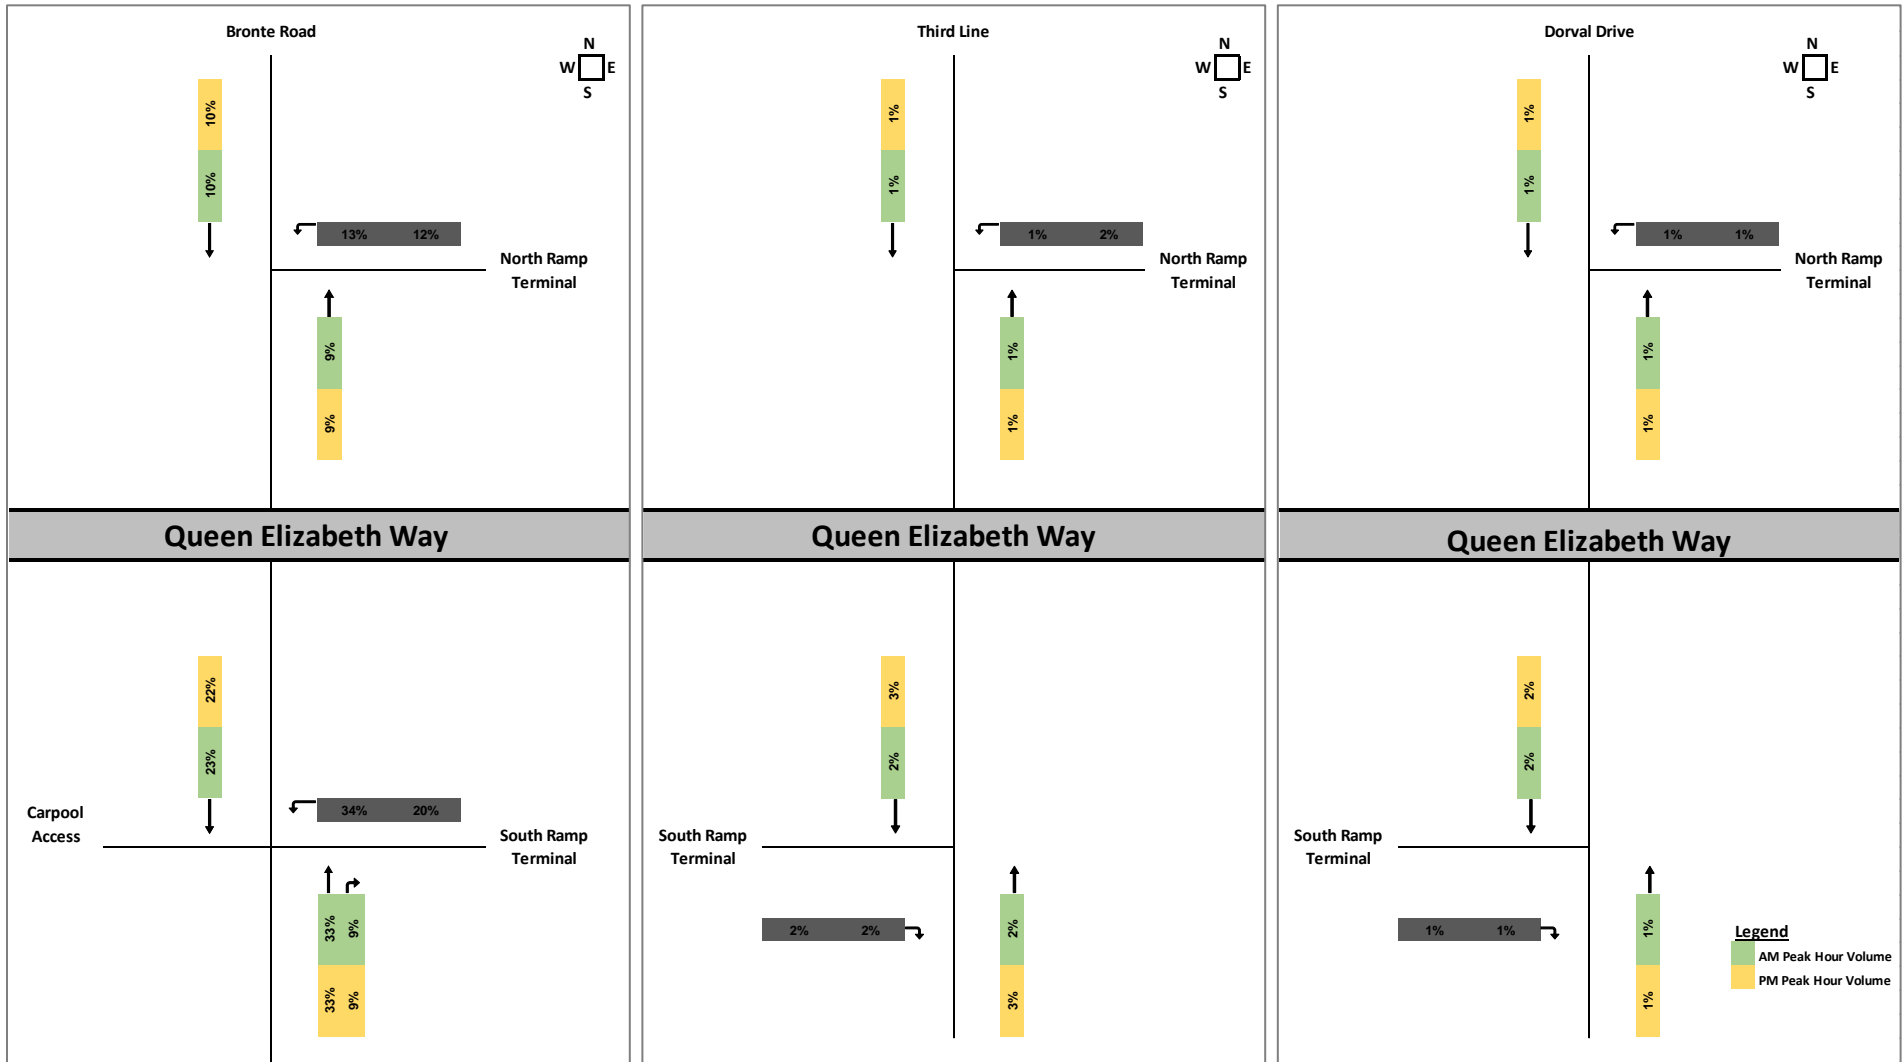 Bronte Road
N
W E
S
10%
10%
13% 12%
North Ramp
Terminal
9%
9%
Queen Elizabeth Way
22%
23%
Carpool
Access
34% 20%
South Ramp
Terminal
33% 9%
33% 9%
Third Line
N
W E
S
1%
1%
1% 2%
North Ramp
Terminal
1%
1%
Queen Elizabeth Way
3%
2%
South Ramp
Terminal
2% 2%
2%
3%
Dorval Drive
N
W E
S
1%
1%
1% 1%
North Ramp
Terminal
1%
1%
Queen Elizabeth Way
2%
2%
South Ramp
Terminal
1% 1%
1%
1%
Legend
AM Peak Hour Volume
PM Peak Hour Volume